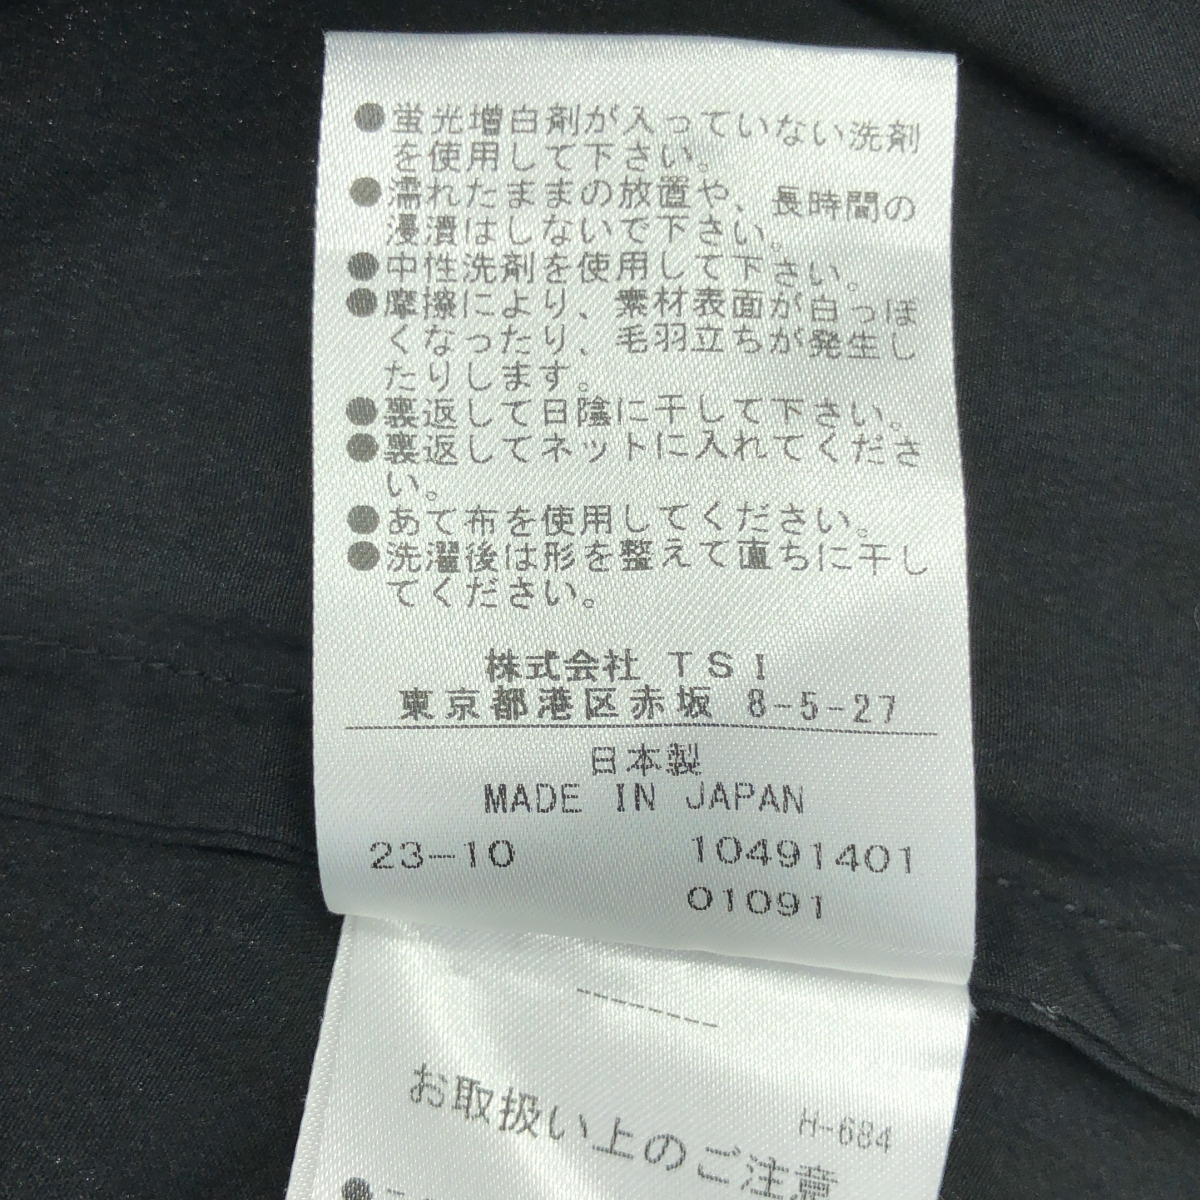 ●蛍光増白剤が入っていない洗剤
を使用して下さい。
●濡れたままの放置や、長時間の
浸漬はしないで下さい。
●中性洗剤を使用して下さい。
●摩擦により、素材表面が白っぽ
くなったり、毛羽立ちが発生し
たりします。
●裏返して日陰に干して下さい。
●裏返してネットに入れてくださ
い。
●あて布を使用してください。
●洗濯後は形を整えて直ちに干し
てください。
株式会社 TSI
東京都港区赤坂 8-5-27
日本製
MADE IN JAPAN
23-10 10491401
01091
--------
H-684
お取扱い上のご注意